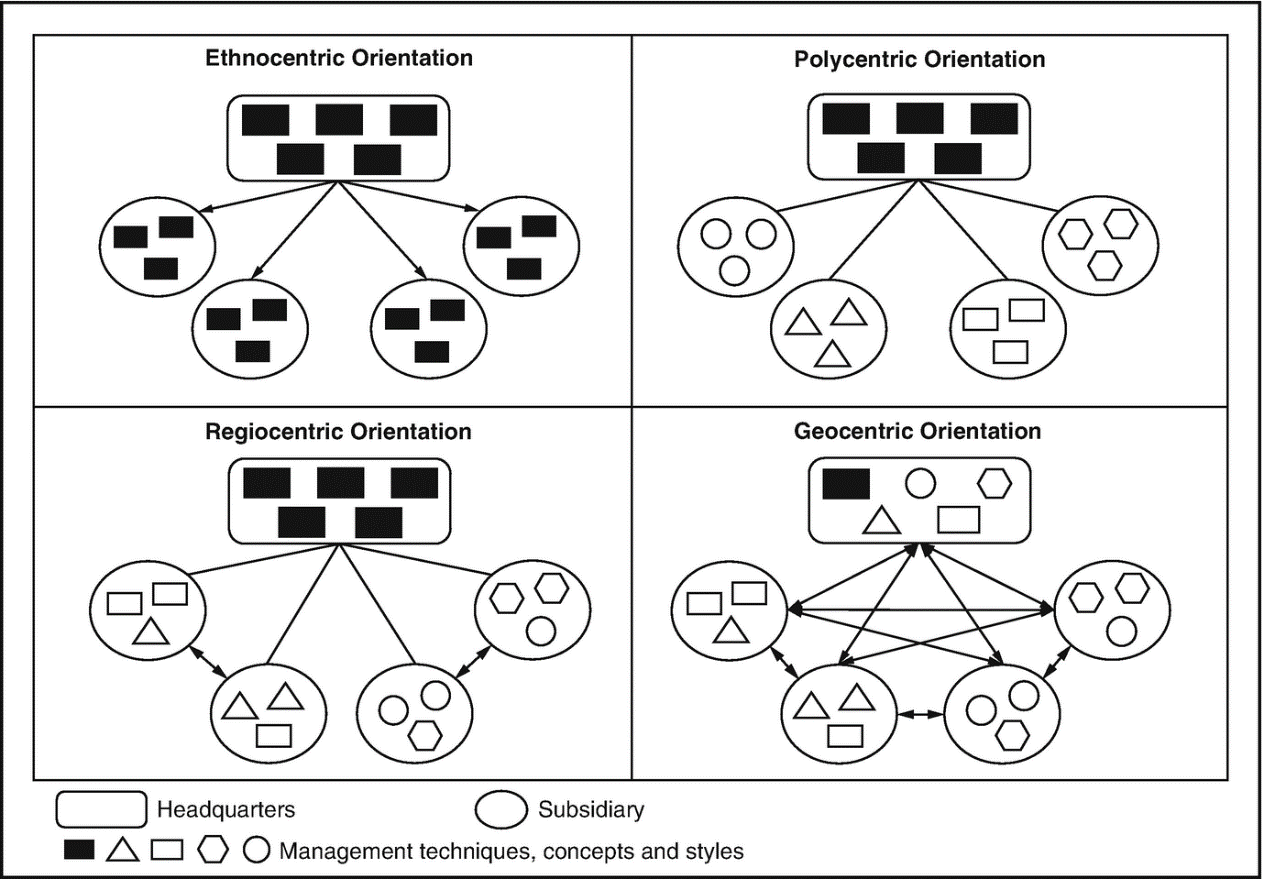 Ethnocentric Orientation
Polycentric Orientation
Regiocentric Orientation
Geocentric Orientation
Headquarters
Subsidiary
Management techniques, concepts and styles